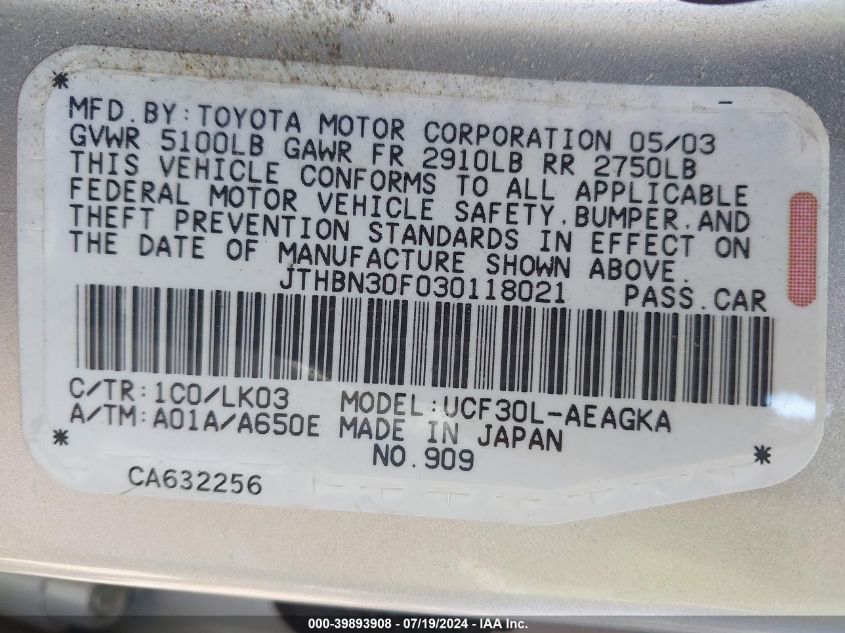 MFD.BY:TOYOTA MOTOR CORPORATION 05/03
GVWR 5100LB GAWR FR 2910LB RR 2750LB
THIS VEHICLE CONFORMS TO ALL APPLICABLE
FEDERAL MOTOR VEHICLE SAFETY,BUMPER,AND
THEFT PREVENTION STANDARDS IN EFFECT ON
THE DATE OF MANUFACTURE SHOWN ABOVE.
JTHBN30F030118021 PASS.CAR
C/TR:1C0/LK03 MODEL:UCF30L-AEAGKA
A/TM:A01A/A650E MADE IN JAPAN
NO.909
CA632256
000-39893908 / 07/19/2024 - IAA Inc.